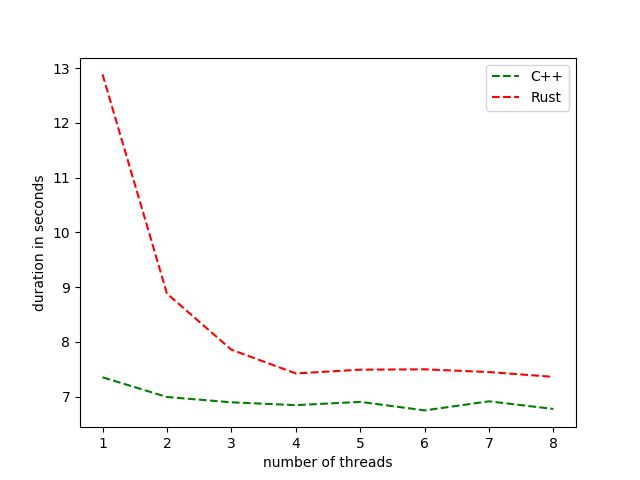 C++
Rust
13
12
11
10
9
8
7
duration in seconds
1 2 3 4 5 6 7 8
number of threads